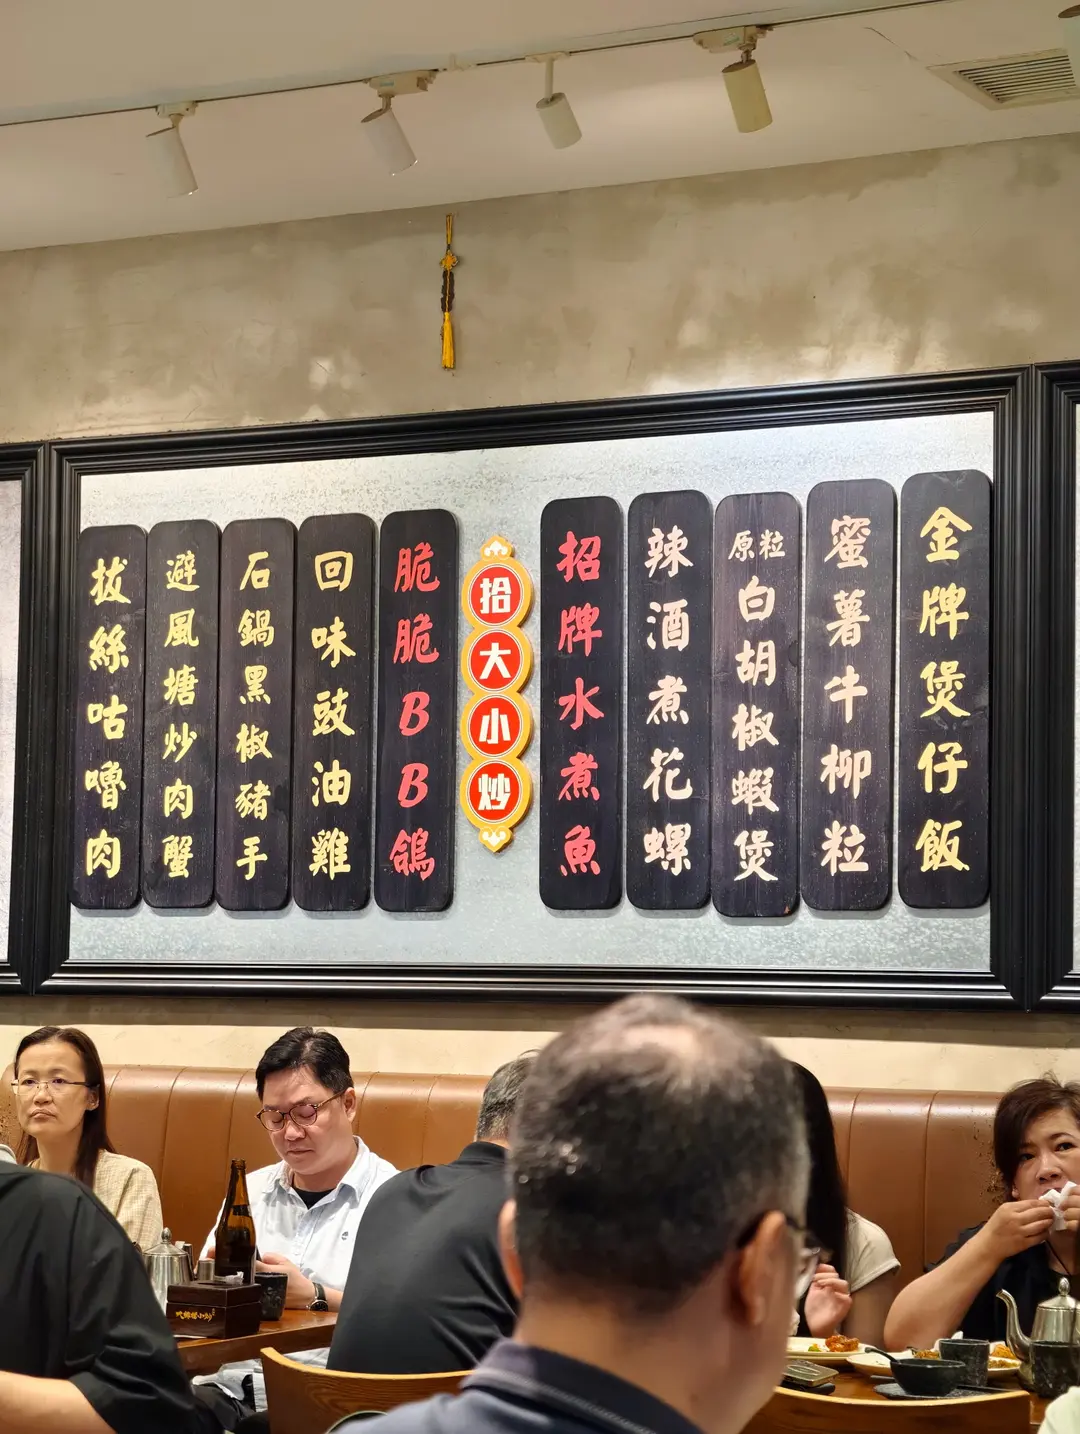 拔絲咕嚕肉
避風塘炒肉蟹
石鍋黑椒豬手
回味豉油雞
脆脆BB鴿
拾大小炒
招牌水煮魚
辣酒煮花螺
原粒白胡椒蝦煲
蜜薯牛柳粒
金牌煲仔飯